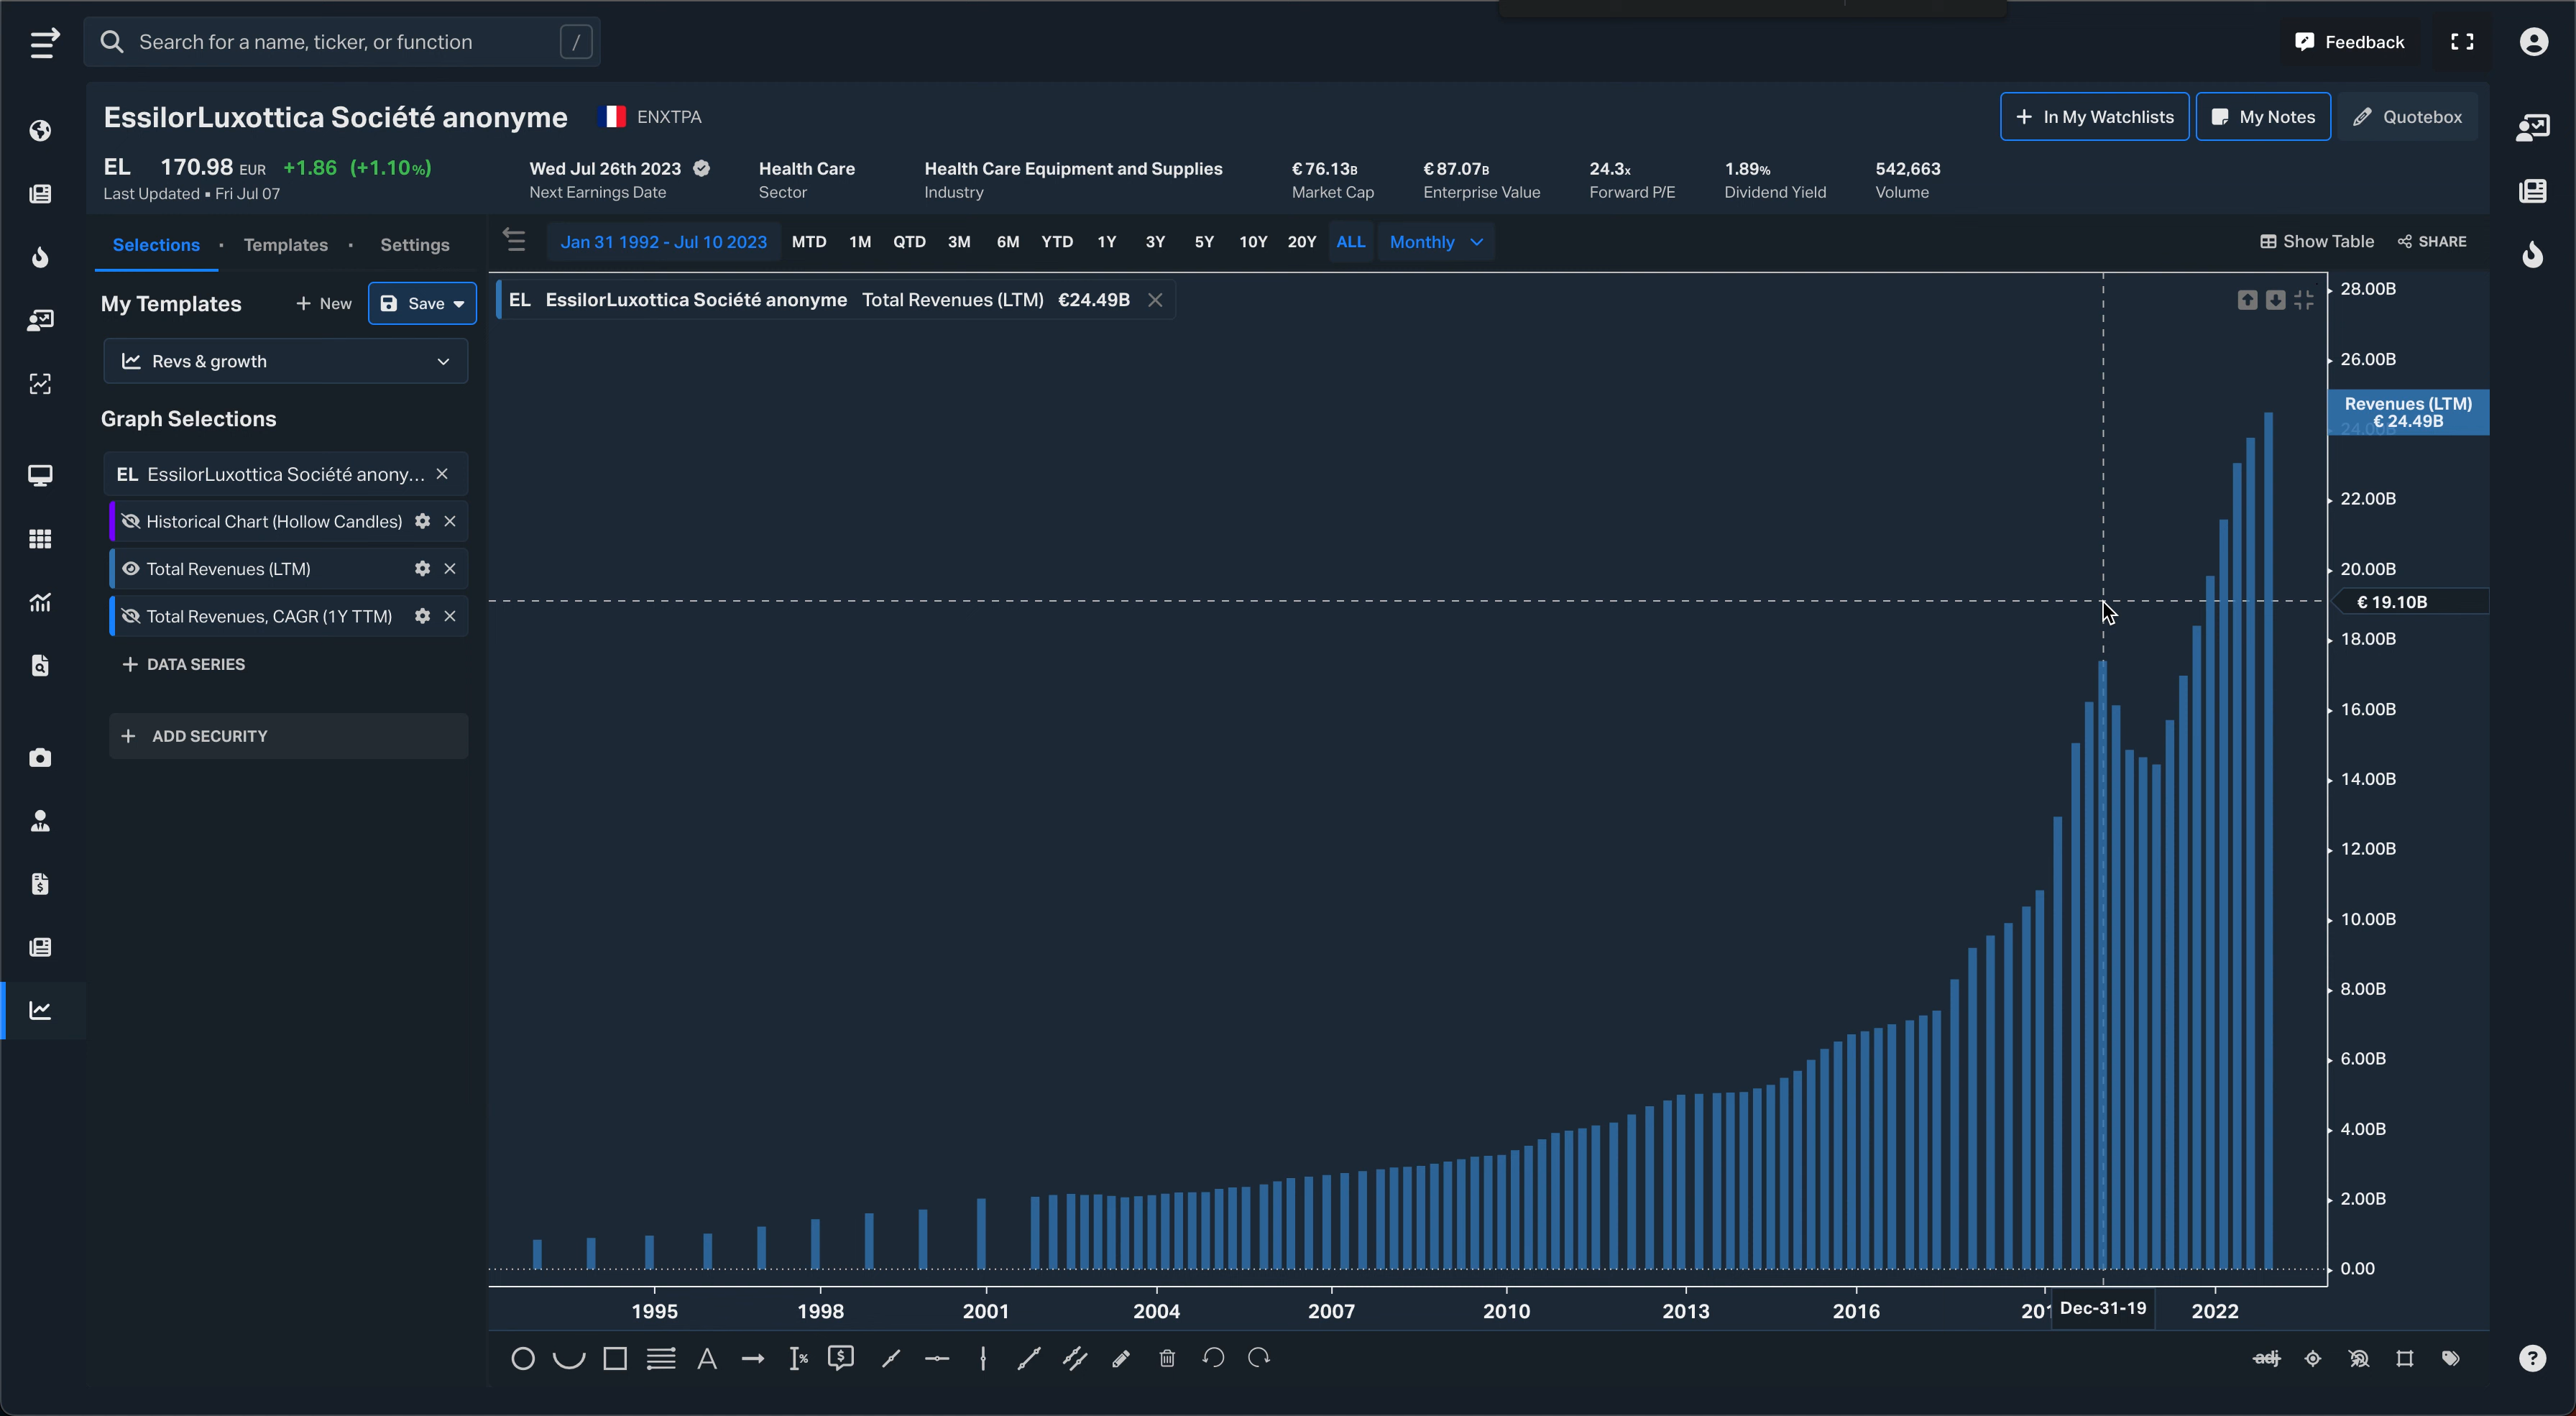 Search for a name, ticker, or function /
Feedback
EssilorLuxottica Société anonyme ENXTPA
+ In My Watchlists My Notes Quotebox
EL 170.98 EUR +1.86 (+1.10%)
Last Updated ▪ Fri Jul 07
Wed Jul 26th 2023
Next Earnings Date
Health Care
Sector
Health Care Equipment and Supplies
Industry
€76.13B
Market Cap
€87.07B
Enterprise Value
24.3x
Forward P/E
1.89%
Dividend Yield
542,663
Volume
Selections · Templates · Settings
Jan 31 1992 - Jul 10 2023 MTD 1M QTD 3M 6M YTD 1Y 3Y 5Y 10Y 20Y ALL Monthly
Show Table SHARE
My Templates + New Save
Revs & growth
Graph Selections
EL EssilorLuxottica Société anony...
Historical Chart (Hollow Candles)
Total Revenues (LTM)
Total Revenues, CAGR (1Y TTM)
+ DATA SERIES
+ ADD SECURITY
EL EssilorLuxottica Société anonyme Total Revenues (LTM) €24.49B
28.00B
26.00B
Revenues (LTM)
€ 24.49B
24.00B
22.00B
20.00B
€ 19.10B
18.00B
16.00B
14.00B
12.00B
10.00B
8.00B
6.00B
4.00B
2.00B
0.00
1995 1998 2001 2004 2007 2010 2013 2016 201 Dec-31-19 2022
A % $ adj ?